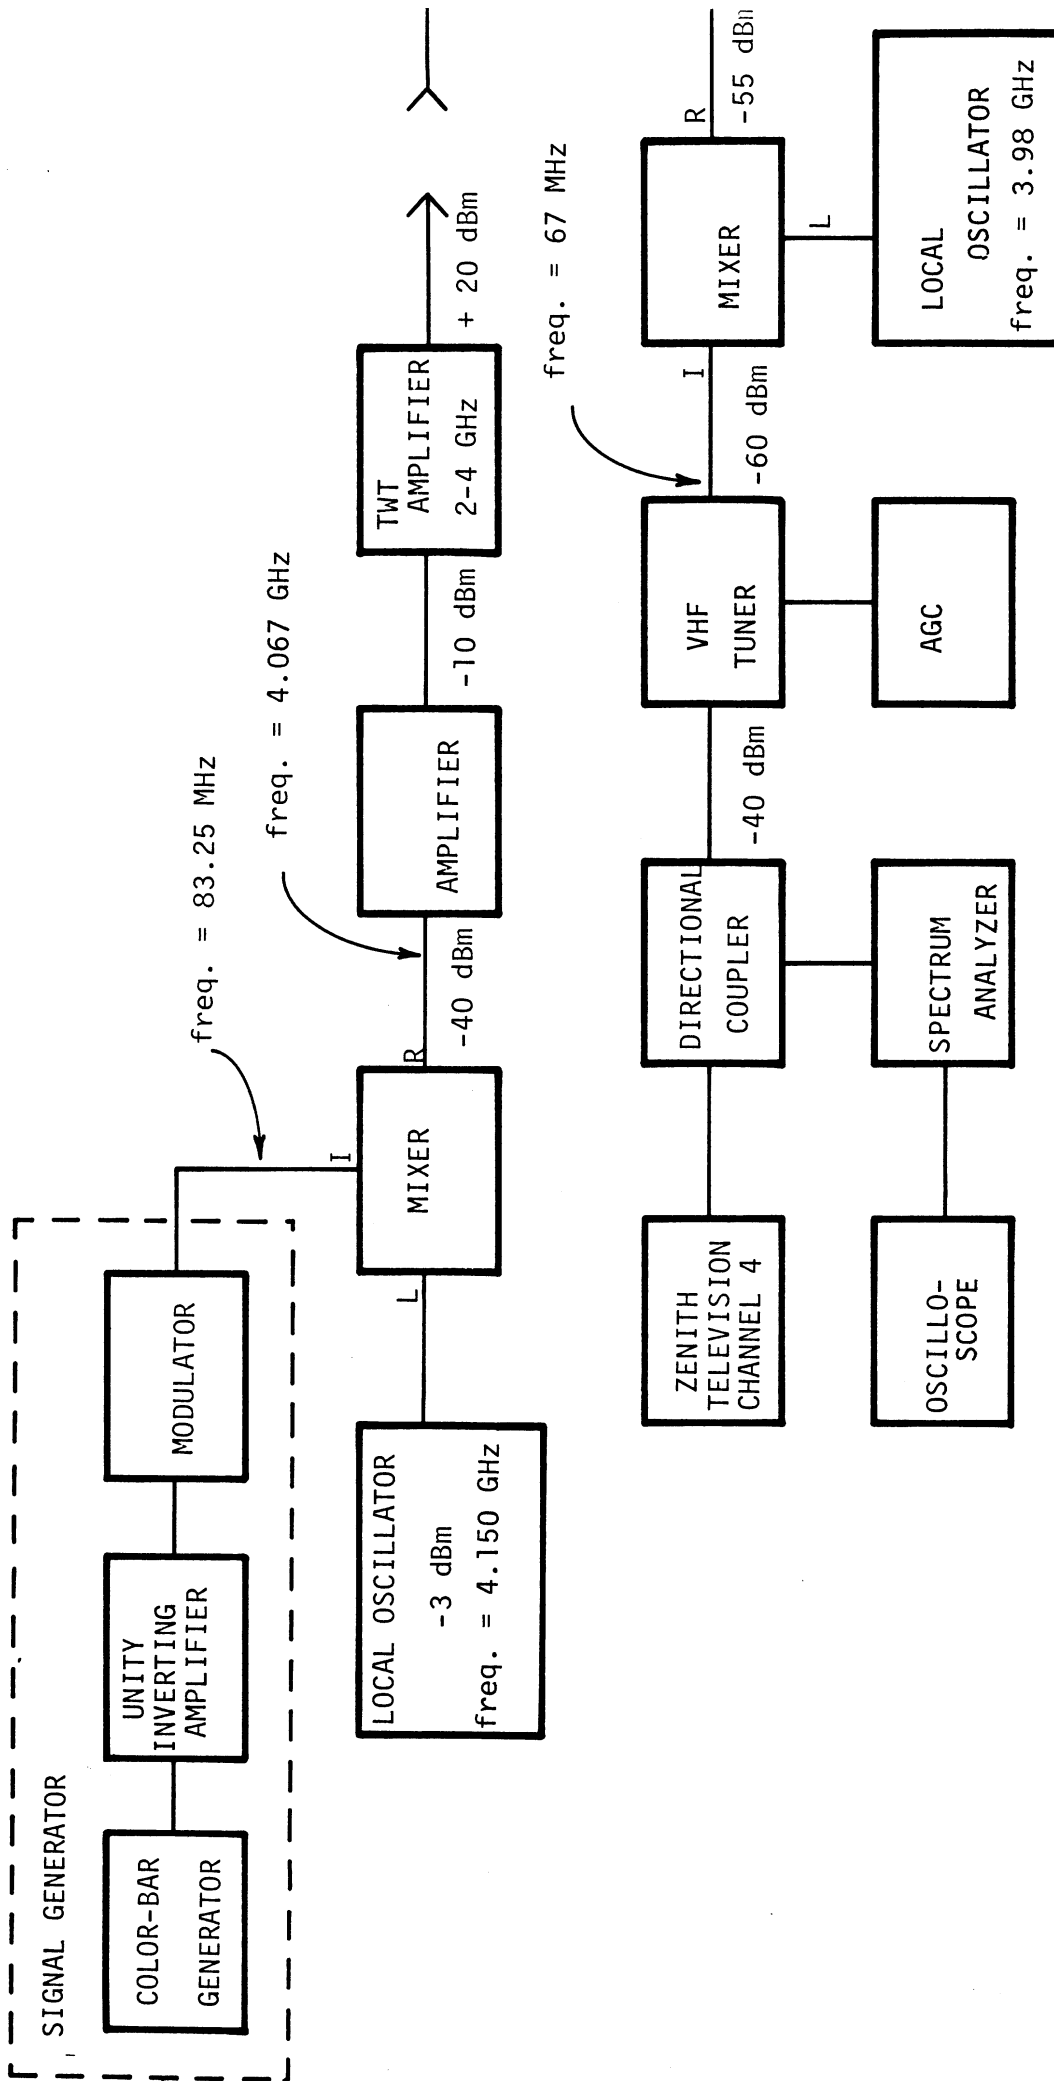 SIGNAL GENERATOR
COLOR-BAR
GENERATOR
UNITY
INVERTING
AMPLIFIER
MODULATOR
freq. = 83.25 MHz
freq. = 4.067 GHz
LOCAL OSCILLATOR
-3 dBm
freq. = 4.150 GHz
L
MIXER
I
R
-40 dBm
AMPLIFIER
-10 dBm
TWT
AMPLIFIER
2-4 GHz
+ 20 dBm
freq. = 67 MHz
ZENITH
TELEVISION
CHANNEL 4
DIRECTIONAL
COUPLER
-40 dBm
VHF
TUNER
-60 dBm
I
MIXER
R
-55 dBm
L
OSCILLO-
SCOPE
SPECTRUM
ANALYZER
AGC
LOCAL
OSCILLATOR
freq. = 3.98 GHz